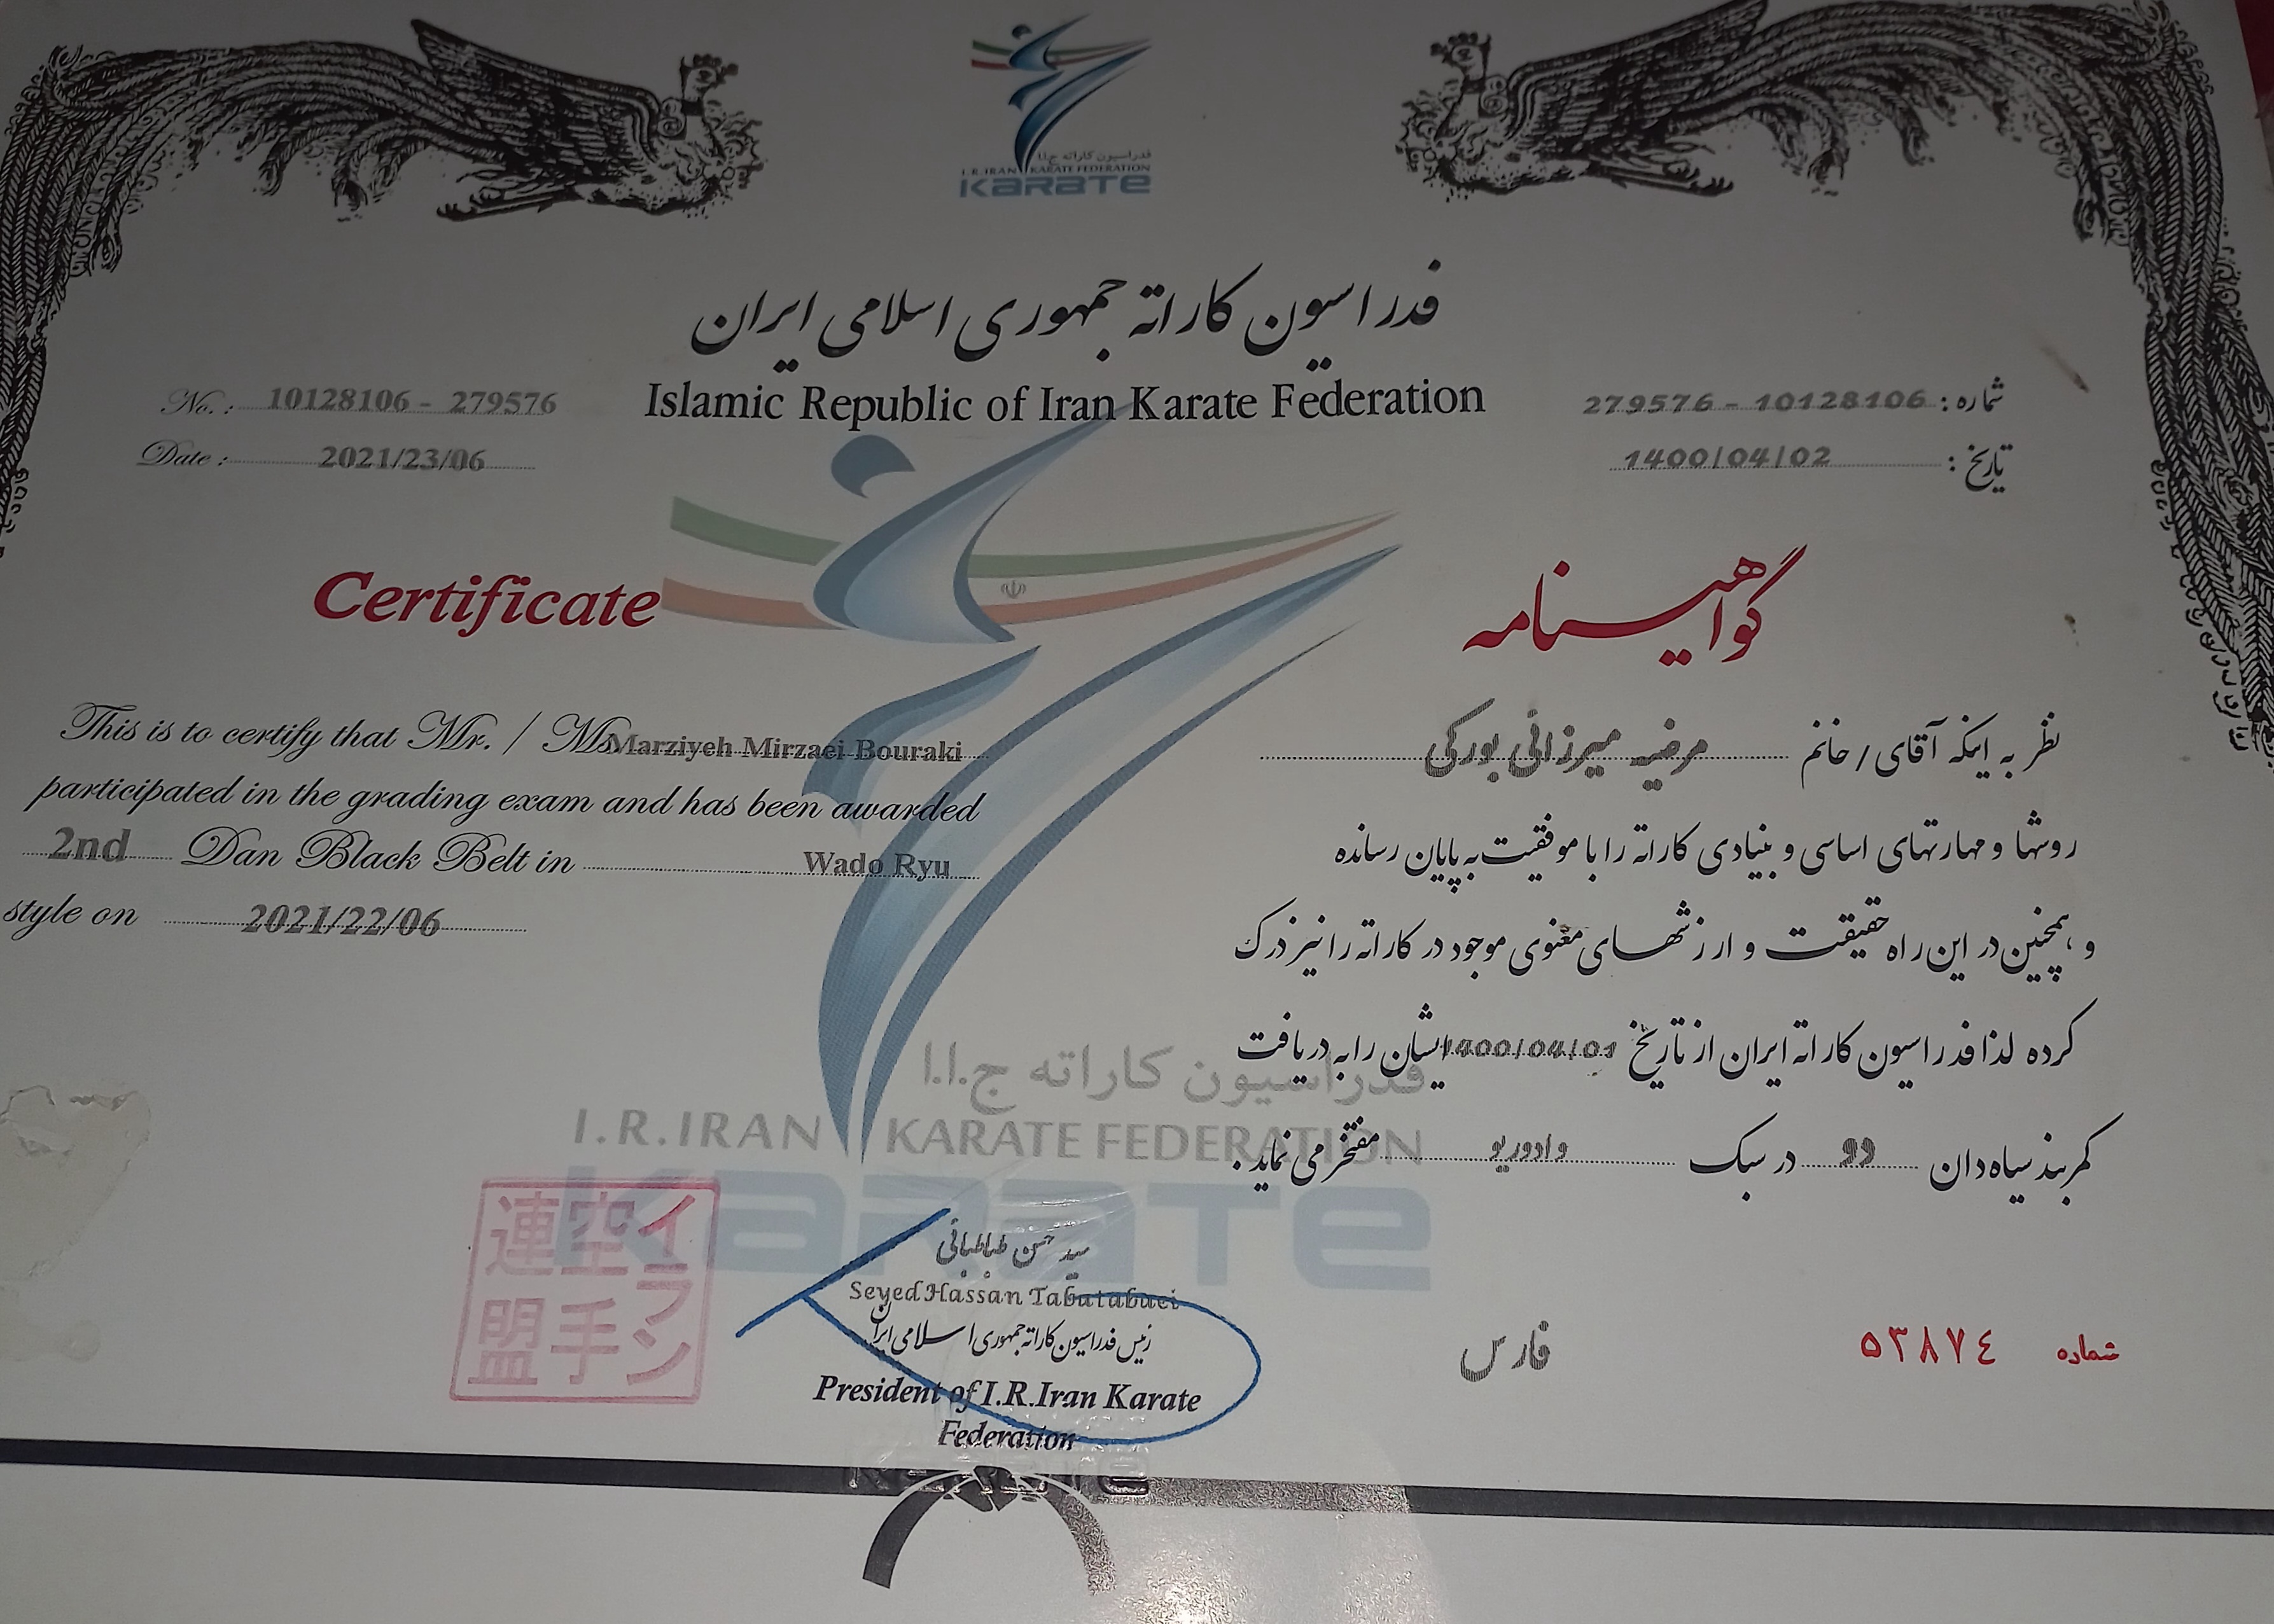 فدراسیون کاراته ج.ا.ا
I.R.IRAN KARATE FEDERATION
KARATE
فدراسیون کاراته جمهوری اسلامی ایران
Islamic Republic of Iran Karate Federation
No. : 10128106 - 279576
Date : 2021/23/06
شماره : 10128106 - 279576
تاریخ : 1400/04/02
Certificate
This is to certify that Mr. / Ms. Marziyeh Mirzaei Bouraki
participated in the grading exam and has been awarded
2nd Dan Black Belt in Wado Ryu
style on 2021/22/06
گواهینامه
نظر به اینکه آقای / خانم مرضیه میرزائی بورکی
روشها و مهارتهای اساسی و بنیادی کاراته را با موفقیت به پایان رسانده
و همچنین در این راه حقیقت و ارزشهای معنوی موجود در کاراته را نیز درک
کرده لذا فدراسیون کاراته ایران از تاریخ 1400/04/01 ایشان را به دریافت
کمربند سیاه دان دو در سبک وادوریو مفتخر می نماید .
فدراسیون کاراته ج.ا.ا
I.R.IRAN KARATE FEDERATION
KARATE
イラン
空手
連盟
سید حسن طباطبائی
Seyed Hassan Tabatabaei
رئیس فدراسیون کاراته جمهوری اسلامی ایران
President of I.R.Iran Karate
Federation
فارس
شماره ٥٣٨٧٤
KARATE